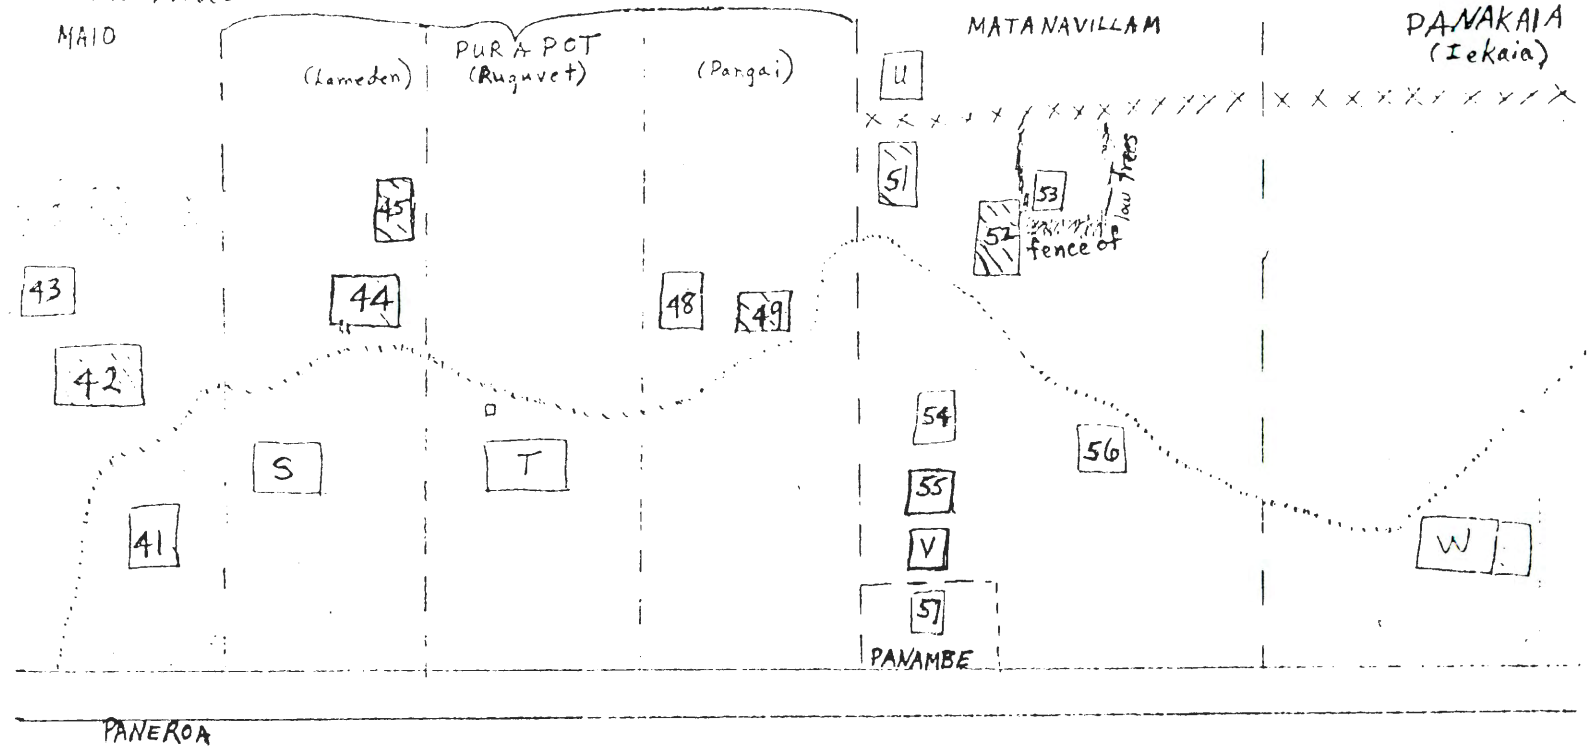 MAIO
PURAPOT
MATANAVILLAM
PANAKAIA
(Lameden)
(Ruguvet)
(Pangai)
(Iekaia)
U
51
53
52
fence of
low trees
45
43
44
48
49
42
54
S
T
56
55
41
V
W
57
PANAMBE
PANEROA